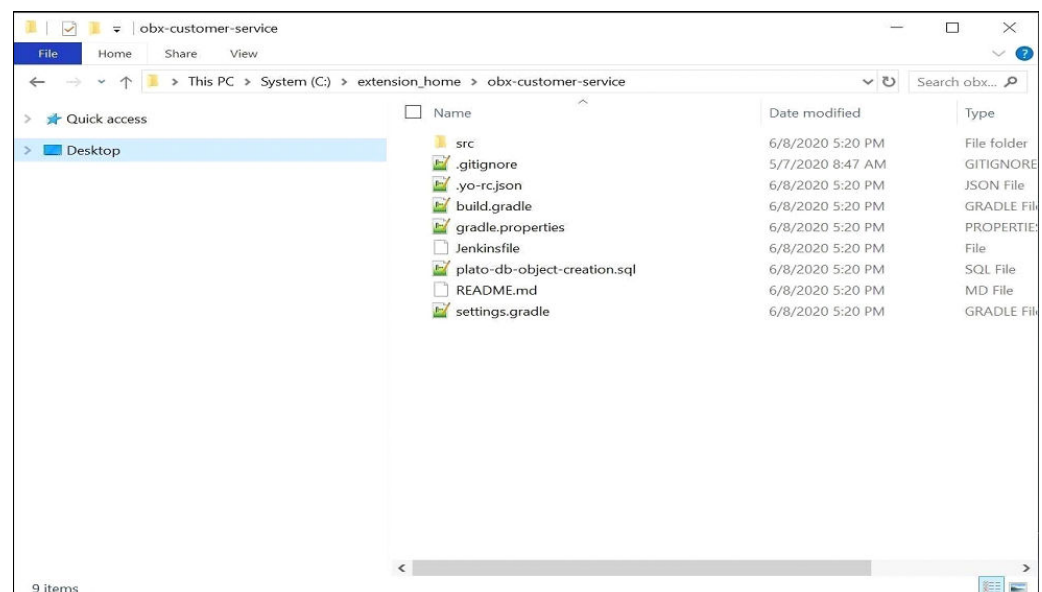 obx-customer-service
File Home Share View
This PC > System (C:) > extension_home > obx-customer-service Search obx...
Quick access
Desktop
Name Date modified Type
src 6/8/2020 5:20 PM File folder
.gitignore 5/7/2020 8:47 AM GITIGNORE
.yo-rc.json 6/8/2020 5:20 PM JSON File
build.gradle 6/8/2020 5:20 PM GRADLE File
gradle.properties 6/8/2020 5:20 PM PROPERTIES
Jenkinsfile 6/8/2020 5:20 PM File
plato-db-object-creation.sql 6/8/2020 5:20 PM SQL File
README.md 6/8/2020 5:20 PM MD File
settings.gradle 6/8/2020 5:20 PM GRADLE File
9 items